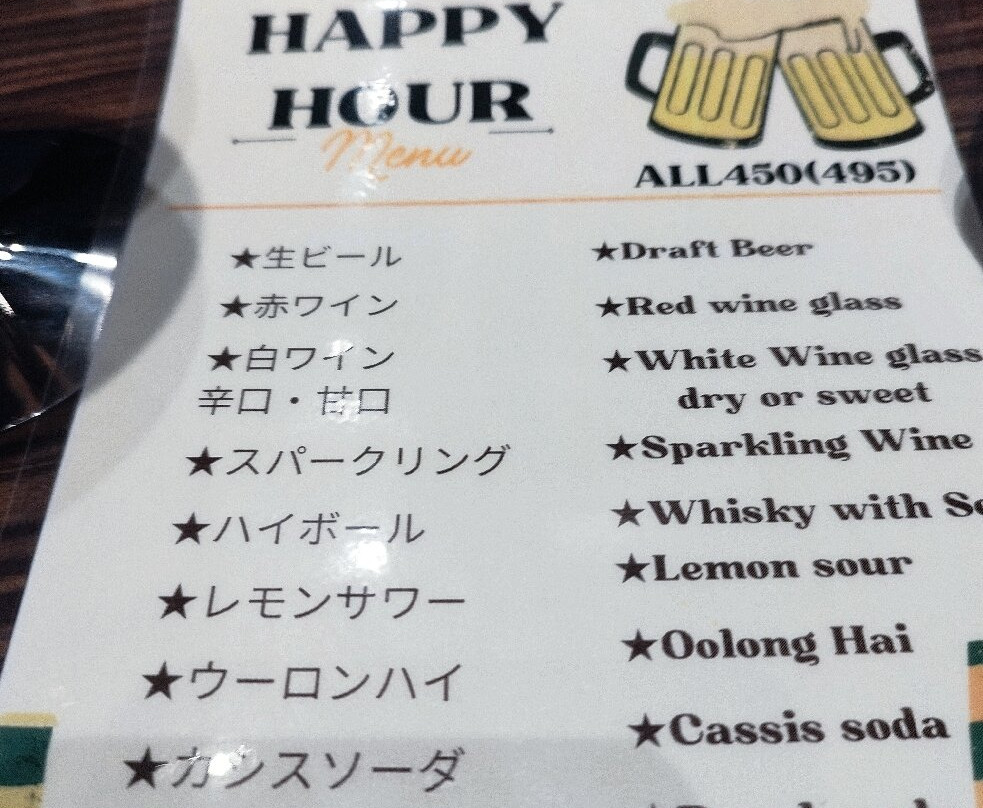 HAPPY
HOUR
Menu
ALL450(495)
★生ビール
★赤ワイン
★白ワイン
辛口・甘口
★スパークリング
★ハイボール
★レモンサワー
★ウーロンハイ
★カシスソーダ
★Draft Beer
★Red wine glass
★White Wine glass
dry or sweet
★Sparkling Wine
★Whisky with
★Lemon sour
★Oolong Hai
★Cassis soda